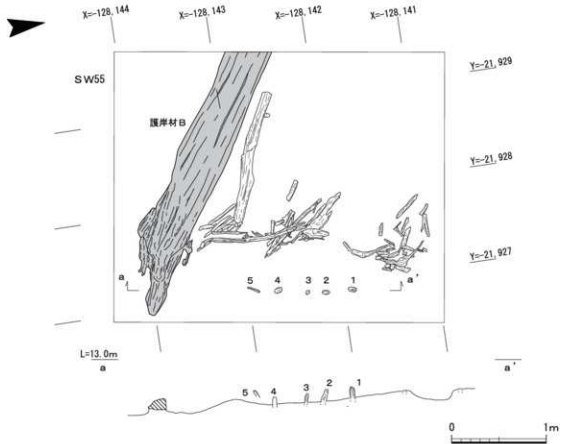 X=-128,144
X=-128,143
X=-128,142
X=-128,141
SW55
Y=-21,929
護岸材B
Y=-21,928
Y=-21,927
a
5
4
3
2
1
a'
L=13.0m
a
a'
5
4
3
2
1
0
1m